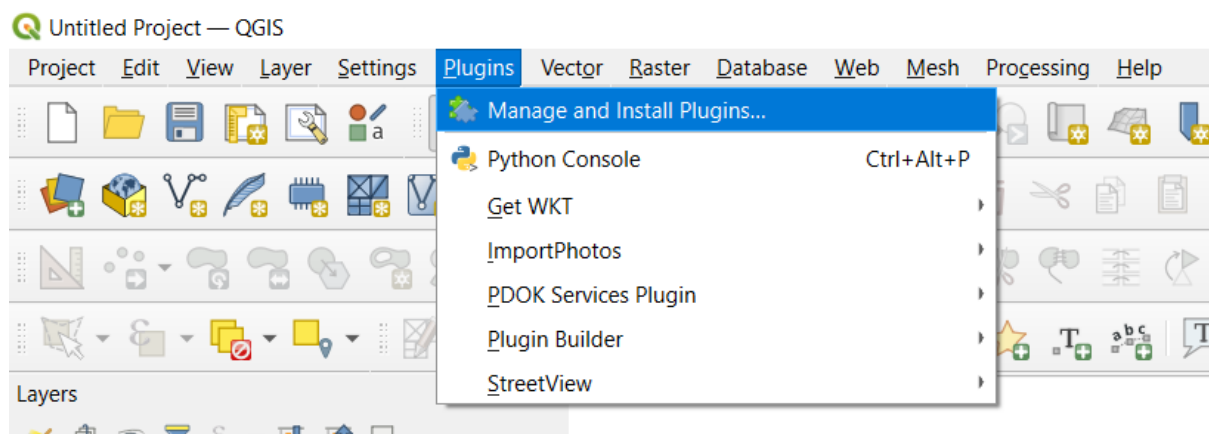 Untitled Project — QGIS
Project Edit View Layer Settings Plugins Vector Raster Database Web Mesh Processing Help
Manage and Install Plugins...
a
Python Console Ctrl+Alt+P
Get WKT
ImportPhotos
PDOK Services Plugin
Plugin Builder
StreetView
T abc T
Layers